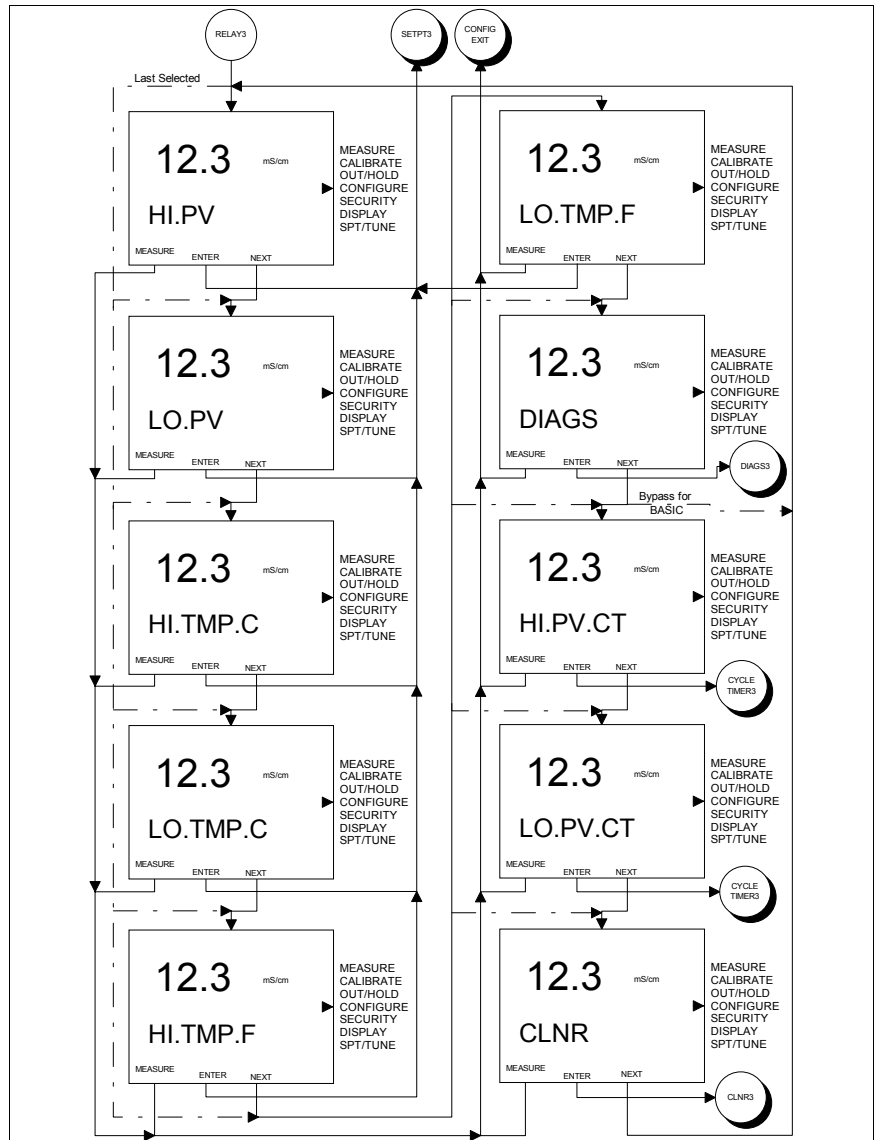 RELAY3
SETPT3
CONFIG
EXIT
Last Selected
12.3 mS/cm
HI.PV
MEASURE
CALIBRATE
OUT/HOLD
CONFIGURE
SECURITY
DISPLAY
SPT/TUNE
MEASURE ENTER NEXT
12.3 mS/cm
LO.PV
MEASURE
CALIBRATE
OUT/HOLD
CONFIGURE
SECURITY
DISPLAY
SPT/TUNE
MEASURE ENTER NEXT
12.3 mS/cm
HI.TMP.C
MEASURE
CALIBRATE
OUT/HOLD
CONFIGURE
SECURITY
DISPLAY
SPT/TUNE
MEASURE ENTER NEXT
12.3 mS/cm
LO.TMP.C
MEASURE
CALIBRATE
OUT/HOLD
CONFIGURE
SECURITY
DISPLAY
SPT/TUNE
MEASURE ENTER NEXT
12.3 mS/cm
HI.TMP.F
MEASURE
CALIBRATE
OUT/HOLD
CONFIGURE
SECURITY
DISPLAY
SPT/TUNE
MEASURE ENTER NEXT
12.3 mS/cm
LO.TMP.F
MEASURE
CALIBRATE
OUT/HOLD
CONFIGURE
SECURITY
DISPLAY
SPT/TUNE
MEASURE ENTER NEXT
12.3 mS/cm
DIAGS
MEASURE
CALIBRATE
OUT/HOLD
CONFIGURE
SECURITY
DISPLAY
SPT/TUNE
MEASURE ENTER NEXT
DIAGS3
Bypass for
BASIC
12.3 mS/cm
HI.PV.CT
MEASURE
CALIBRATE
OUT/HOLD
CONFIGURE
SECURITY
DISPLAY
SPT/TUNE
MEASURE ENTER NEXT
CYCLE
TIMER3
12.3 mS/cm
LO.PV.CT
MEASURE
CALIBRATE
OUT/HOLD
CONFIGURE
SECURITY
DISPLAY
SPT/TUNE
MEASURE ENTER NEXT
CYCLE
TIMER3
12.3 mS/cm
CLNR
MEASURE
CALIBRATE
OUT/HOLD
CONFIGURE
SECURITY
DISPLAY
SPT/TUNE
MEASURE ENTER NEXT
CLNR3